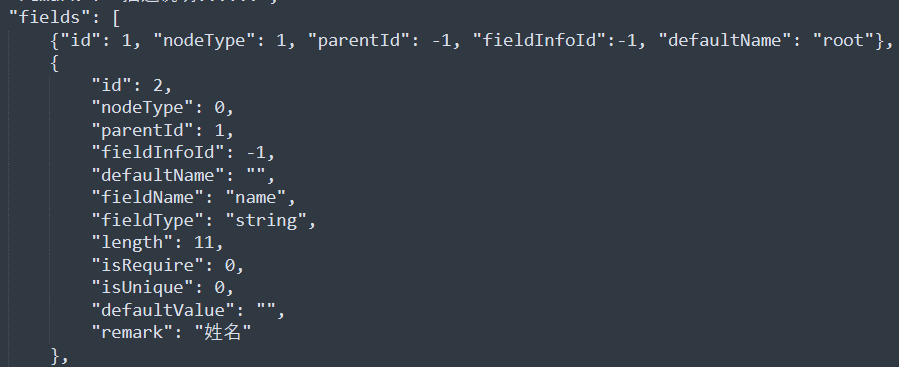 "fields": [
{"id": 1, "nodeType": 1, "parentId": -1, "fieldInfoId":-1, "defaultName": "root"},
{
"id": 2,
"nodeType": 0,
"parentId": 1,
"fieldInfoId": -1,
"defaultName": "",
"fieldName": "name",
"fieldType": "string",
"length": 11,
"isRequire": 0,
"isUnique": 0,
"defaultValue": "",
"remark": "姓名"
},